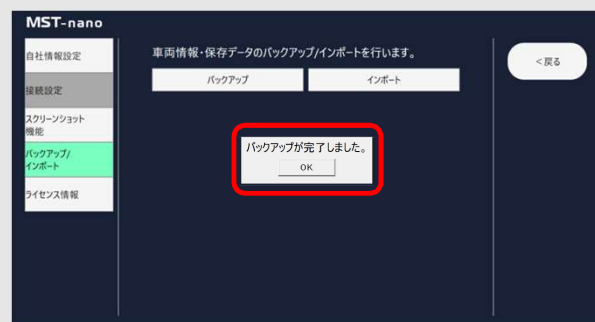 MST-nano
自社情報設定
接続設定
スクリーンショット
機能
バックアップ/
インポート
ライセンス情報
車両情報・保存データのバックアップ/インポートを行います。
バックアップ
インポート
バックアップが完了しました。
OK
<戻る